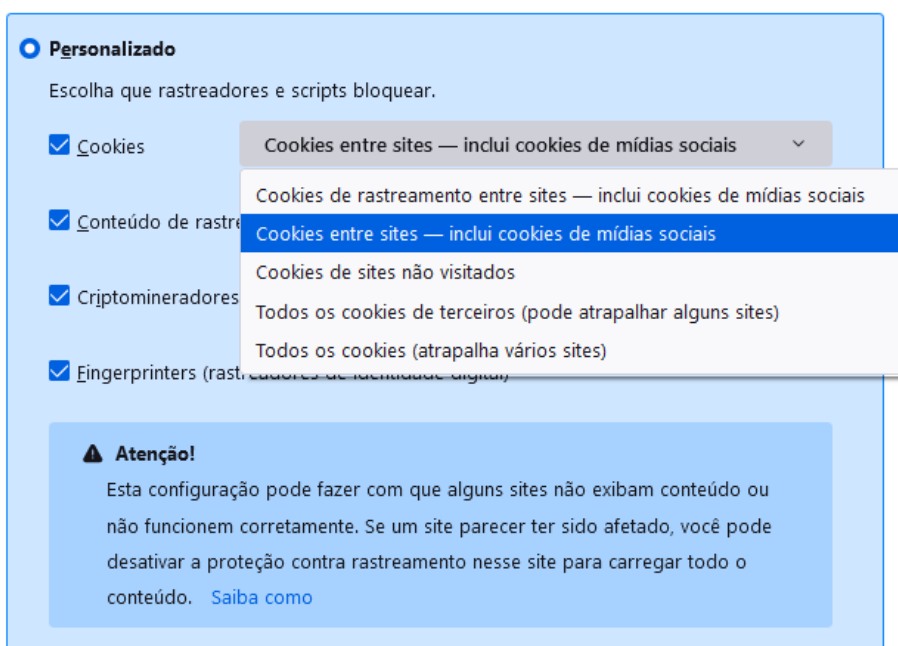 Personalizado
Escolha que rastreadores e scripts bloquear.
Cookies
Cookies entre sites — inclui cookies de mídias sociais
Cookies de rastreamento entre sites — inclui cookies de mídias sociais
Conteúdo de rastre
Cookies entre sites — inclui cookies de mídias sociais
Cookies de sites não visitados
Criptomineradores
Todos os cookies de terceiros (pode atrapalhar alguns sites)
Todos os cookies (atrapalha vários sites)
Fingerprinters (rastreadores de identidade digital)
Atenção!
Esta configuração pode fazer com que alguns sites não exibam conteúdo ou
não funcionem corretamente. Se um site parecer ter sido afetado, você pode
desativar a proteção contra rastreamento nesse site para carregar todo o
conteúdo. Saiba como